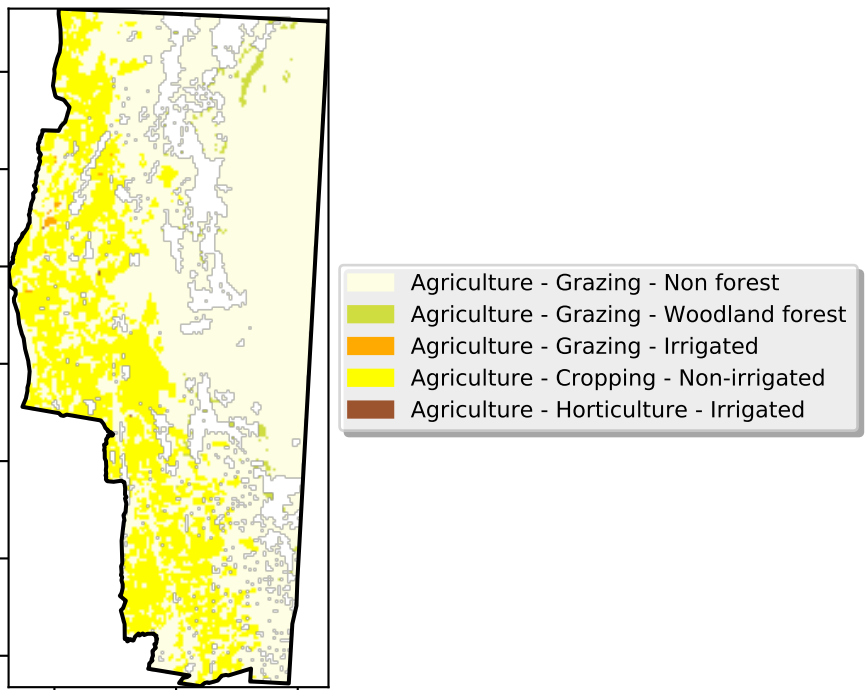 Agriculture - Grazing - Non forest
Agriculture - Grazing - Woodland forest
Agriculture - Grazing - Irrigated
Agriculture - Cropping - Non-irrigated
Agriculture - Horticulture - Irrigated